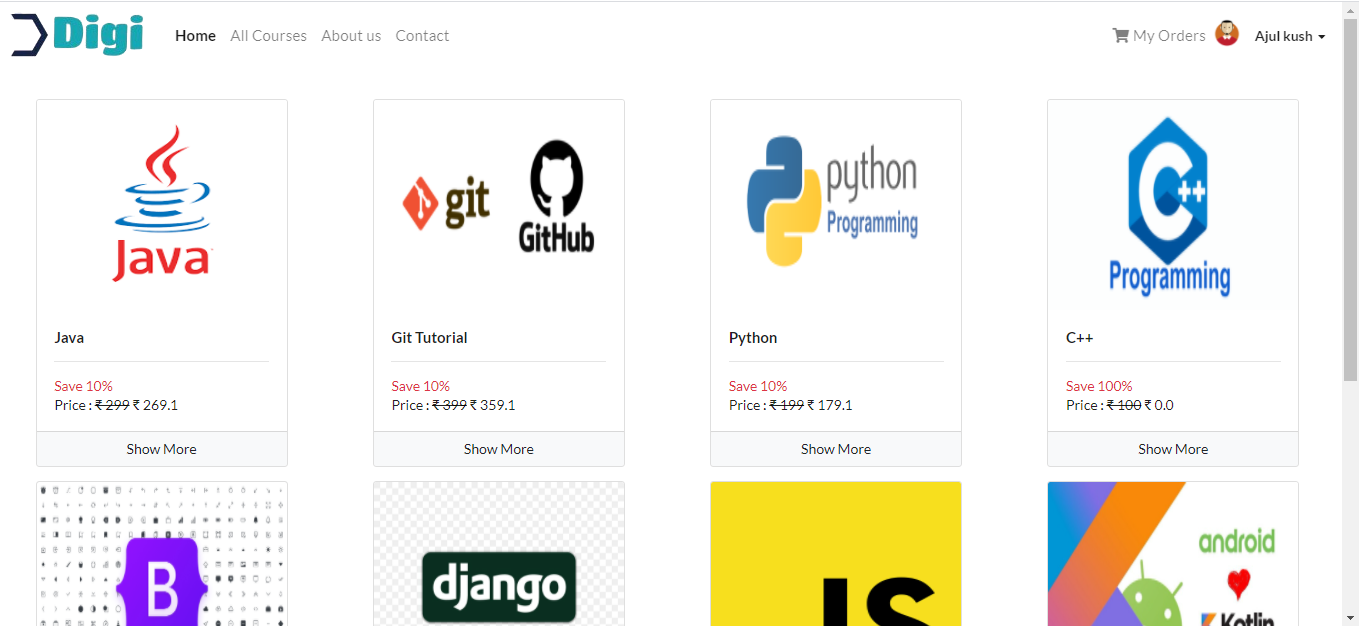 Digi
Home All Courses About us Contact
My Orders Ajul kush
Java
git
GitHub
python
Programming
C++
Programming
Java
Git Tutorial
Python
C++
Save 10%
Price : ₹ 299 ₹ 269.1
Save 10%
Price : ₹ 399 ₹ 359.1
Save 10%
Price : ₹ 199 ₹ 179.1
Save 100%
Price : ₹ 100 ₹ 0.0
Show More
Show More
Show More
Show More
B
django
JS
android
Kotlin